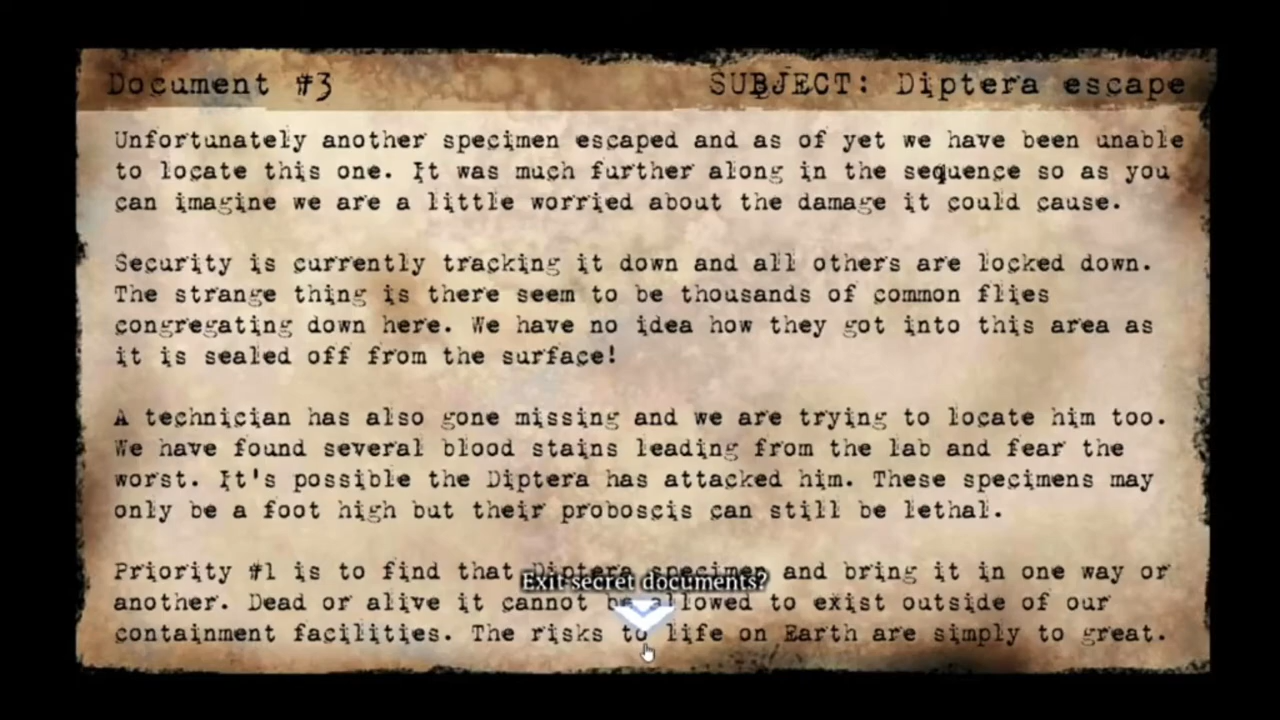 Document #3 SUBJECT: Diptera escape
Unfortunately another specimen escaped and as of yet we have been unable
to locate this one. It was much further along in the sequence so as you
can imagine we are a little worried about the damage it could cause.
Security is currently tracking it down and all others are locked down.
The strange thing is there seem to be thousands of common flies
congregating down here. We have no idea how they got into this area as
it is sealed off from the surface!
A technician has also gone missing and we are trying to locate him too.
We have found several blood stains leading from the lab and fear the
worst. It's possible the Diptera has attacked him. These specimens may
only be a foot high but their proboscis can still be lethal.
Priority #1 is to find that Diptera specimen and bring it in one way or
Exit secret documents?
another. Dead or alive it cannot be allowed to exist outside of our
containment facilities. The risks to life on Earth are simply to great.